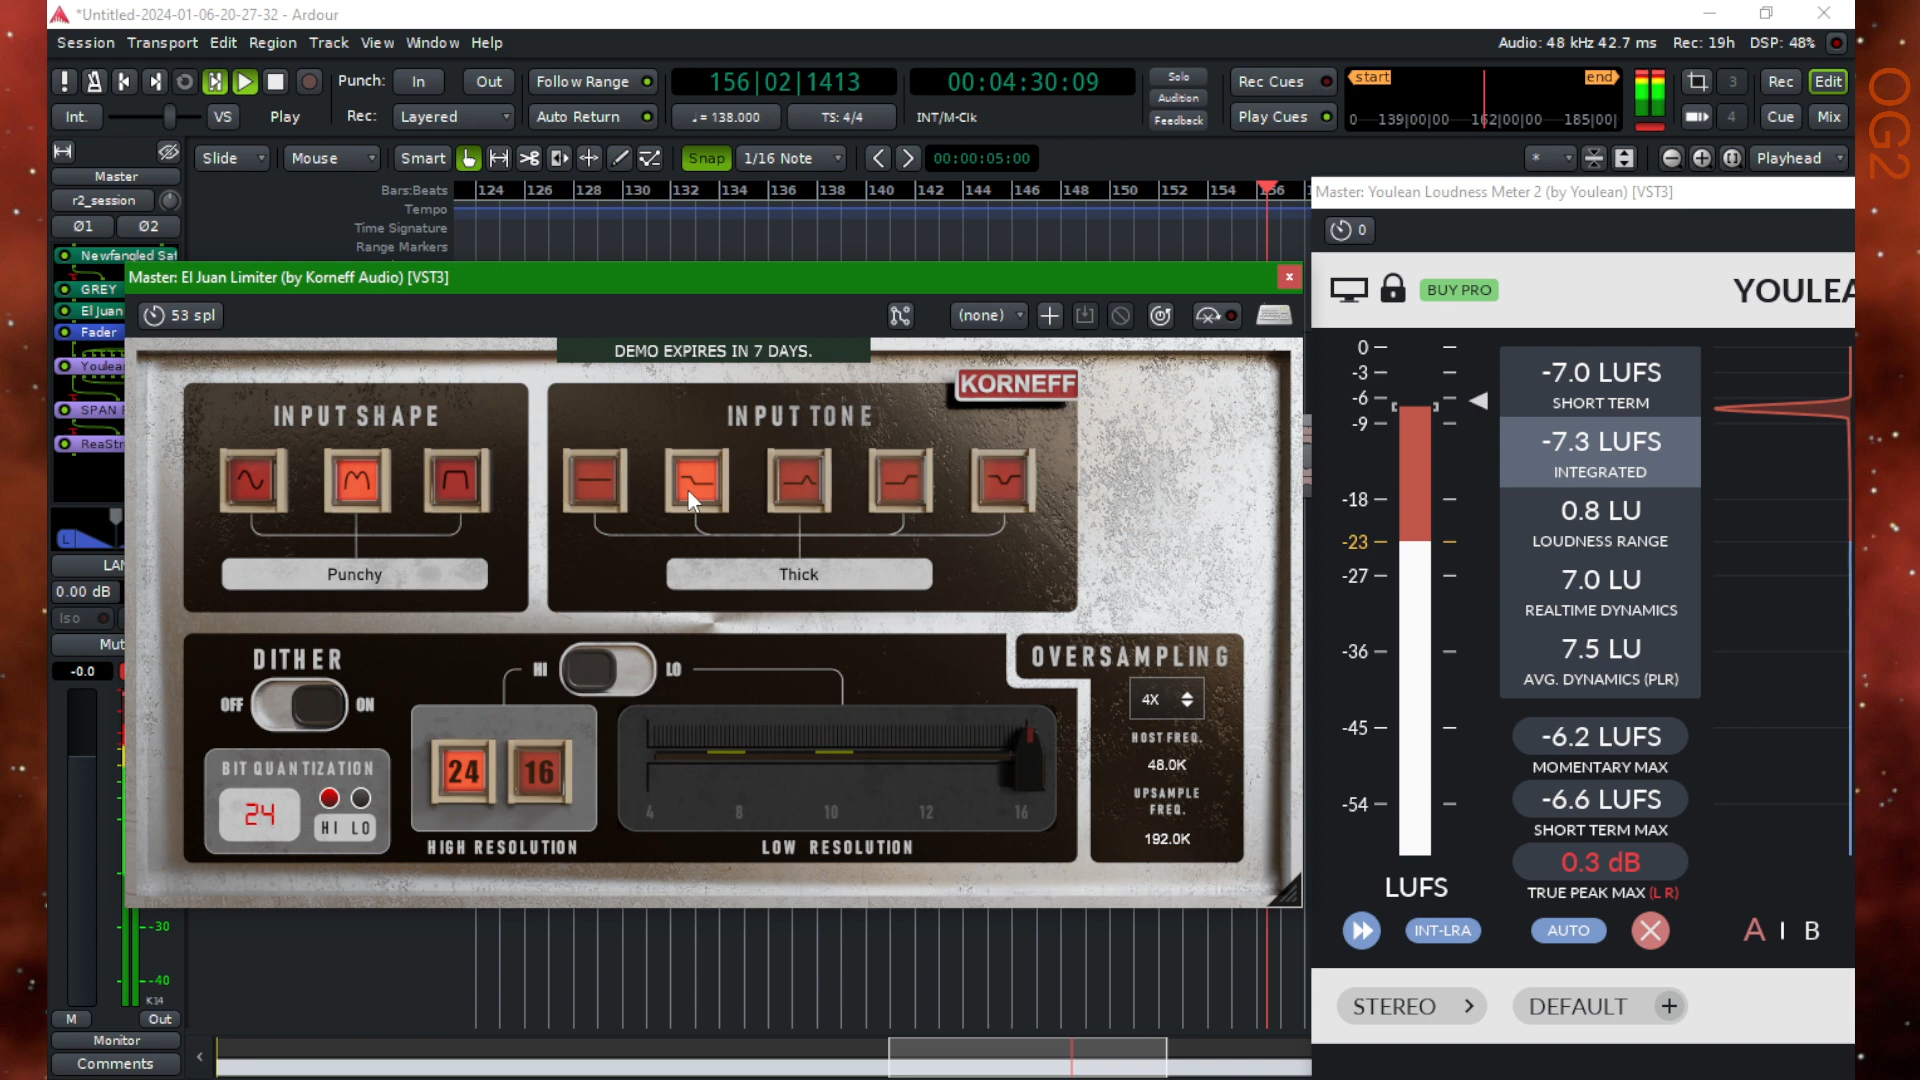 *Untitled-2024-01-06-20-27-32 - Ardour
Session Transport Edit Region Track View Window Help
Audio: 48 kHz 42.7 ms Rec: 19h DSP: 48%
Punch: In Out Follow Range 156|02|1413 00:04:30:09 Solo Rec Cues start end 3 Rec Edit
Audition
Int. VS Play Rec: Layered Auto Return ♩ = 138.000 TS: 4/4 INT/M-Clk Feedback Play Cues 0 139|00|00 162|00|00 185|00| 4 Cue Mix
Slide Mouse Smart Snap 1/16 Note 00:00:05:00 * Playhead
Master
r2_session
Ø1 Ø2
Bars:Beats 124 126 128 130 132 134 136 138 140 142 144 146 148 150 152 154 156
Tempo
Time Signature
Range Markers
Newfangled Sat
GREY
El Juan
Fader
Youlea
SPAN
ReaStr
L
LAN
0.00 dB
Iso
Mut
-0.0
-30
-40
K14
M Out
Monitor
Comments
Master: El Juan Limiter (by Korneff Audio) [VST3]
53 spl (none)
DEMO EXPIRES IN 7 DAYS.
KORNEFF
INPUT SHAPE
Punchy
INPUT TONE
Thick
DITHER
OFF ON
HI LO
BIT QUANTIZATION
24
HI LO
24 16
HIGH RESOLUTION
4 8 10 12 16
LOW RESOLUTION
OVERSAMPLING
4X
HOST FREQ.
48.0K
UPSAMPLE
FREQ.
192.0K
Master: Youlean Loudness Meter 2 (by Youlean) [VST3]
0
BUY PRO YOULEA
0
-3
-6
-9
-18
-23
-27
-36
-45
-54
LUFS
-7.0 LUFS
SHORT TERM
-7.3 LUFS
INTEGRATED
0.8 LU
LOUDNESS RANGE
7.0 LU
REALTIME DYNAMICS
7.5 LU
AVG. DYNAMICS (PLR)
-6.2 LUFS
MOMENTARY MAX
-6.6 LUFS
SHORT TERM MAX
0.3 dB
TRUE PEAK MAX (L R)
INT-LRA AUTO A | B
STEREO DEFAULT
OG2